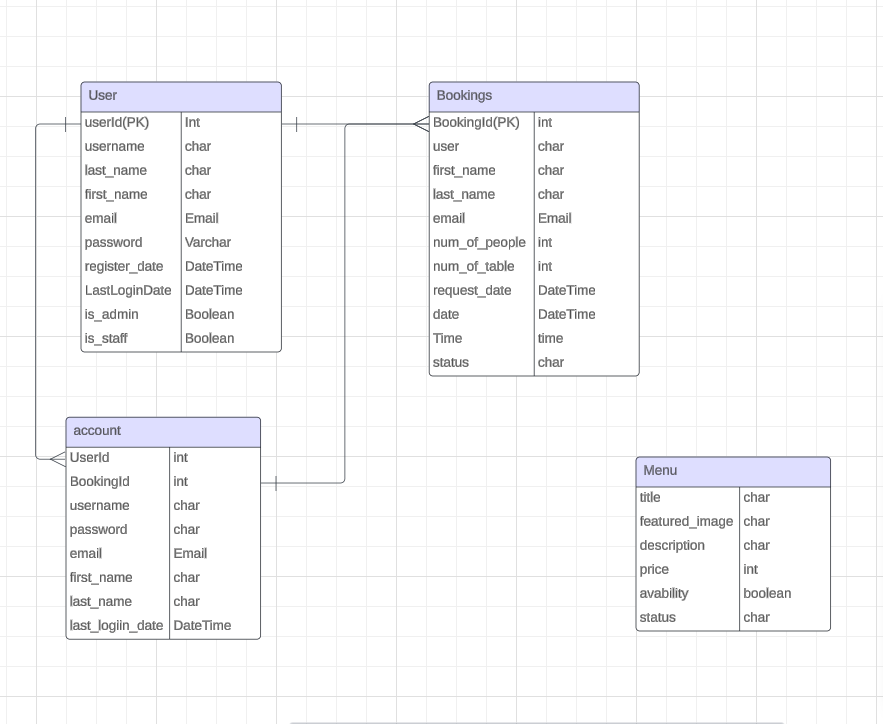 User
userId(PK) Int
username char
last_name char
first_name char
email Email
password Varchar
register_date DateTime
LastLoginDate DateTime
is_admin Boolean
is_staff Boolean
Bookings
BookingId(PK) int
user char
first_name char
last_name char
email Email
num_of_people int
num_of_table int
request_date DateTime
date DateTime
Time time
status char
account
UserId int
BookingId int
username char
password char
email Email
first_name char
last_name char
last_logiin_date DateTime
Menu
title char
featured_image char
description char
price int
avability boolean
status char